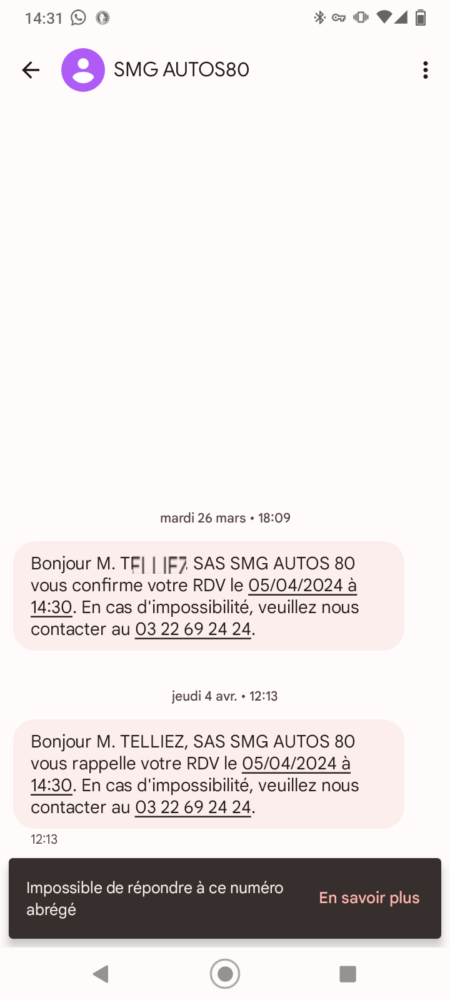 14:31
SMG AUTOS80
mardi 26 mars • 18:09
Bonjour M. TELLIEZ, SAS SMG AUTOS 80
vous confirme votre RDV le 05/04/2024 à
14:30. En cas d'impossibilité, veuillez nous
contacter au 03 22 69 24 24.
jeudi 4 avr. • 12:13
Bonjour M. TELLIEZ, SAS SMG AUTOS 80
vous rappelle votre RDV le 05/04/2024 à
14:30. En cas d'impossibilité, veuillez nous
contacter au 03 22 69 24 24.
12:13
Impossible de répondre à ce numéro
abrégé
En savoir plus